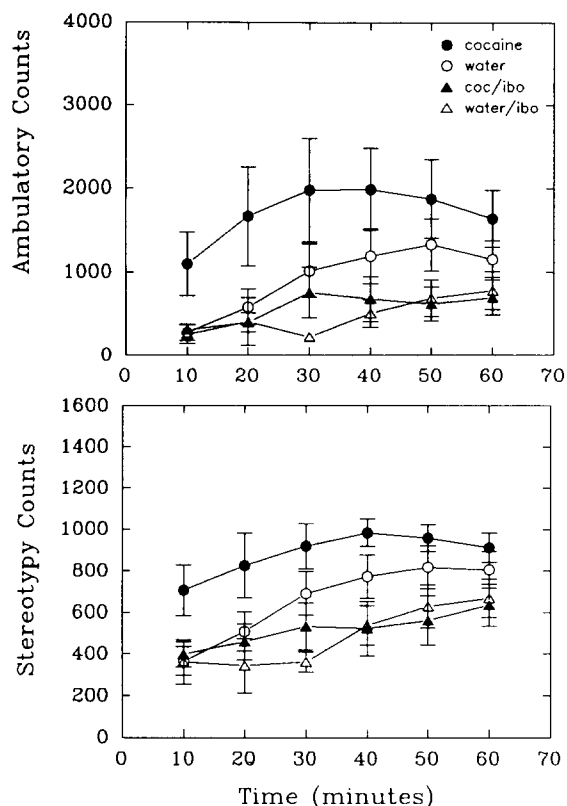 Ambulatory Counts
4000
3000
2000
1000
0
cocaine
water
coc/ibo
water/ibo
0 10 20 30 40 50 60 70
Stereotypy Counts
1600
1400
1200
1000
800
600
400
200
0
0 10 20 30 40 50 60 70
Time (minutes)